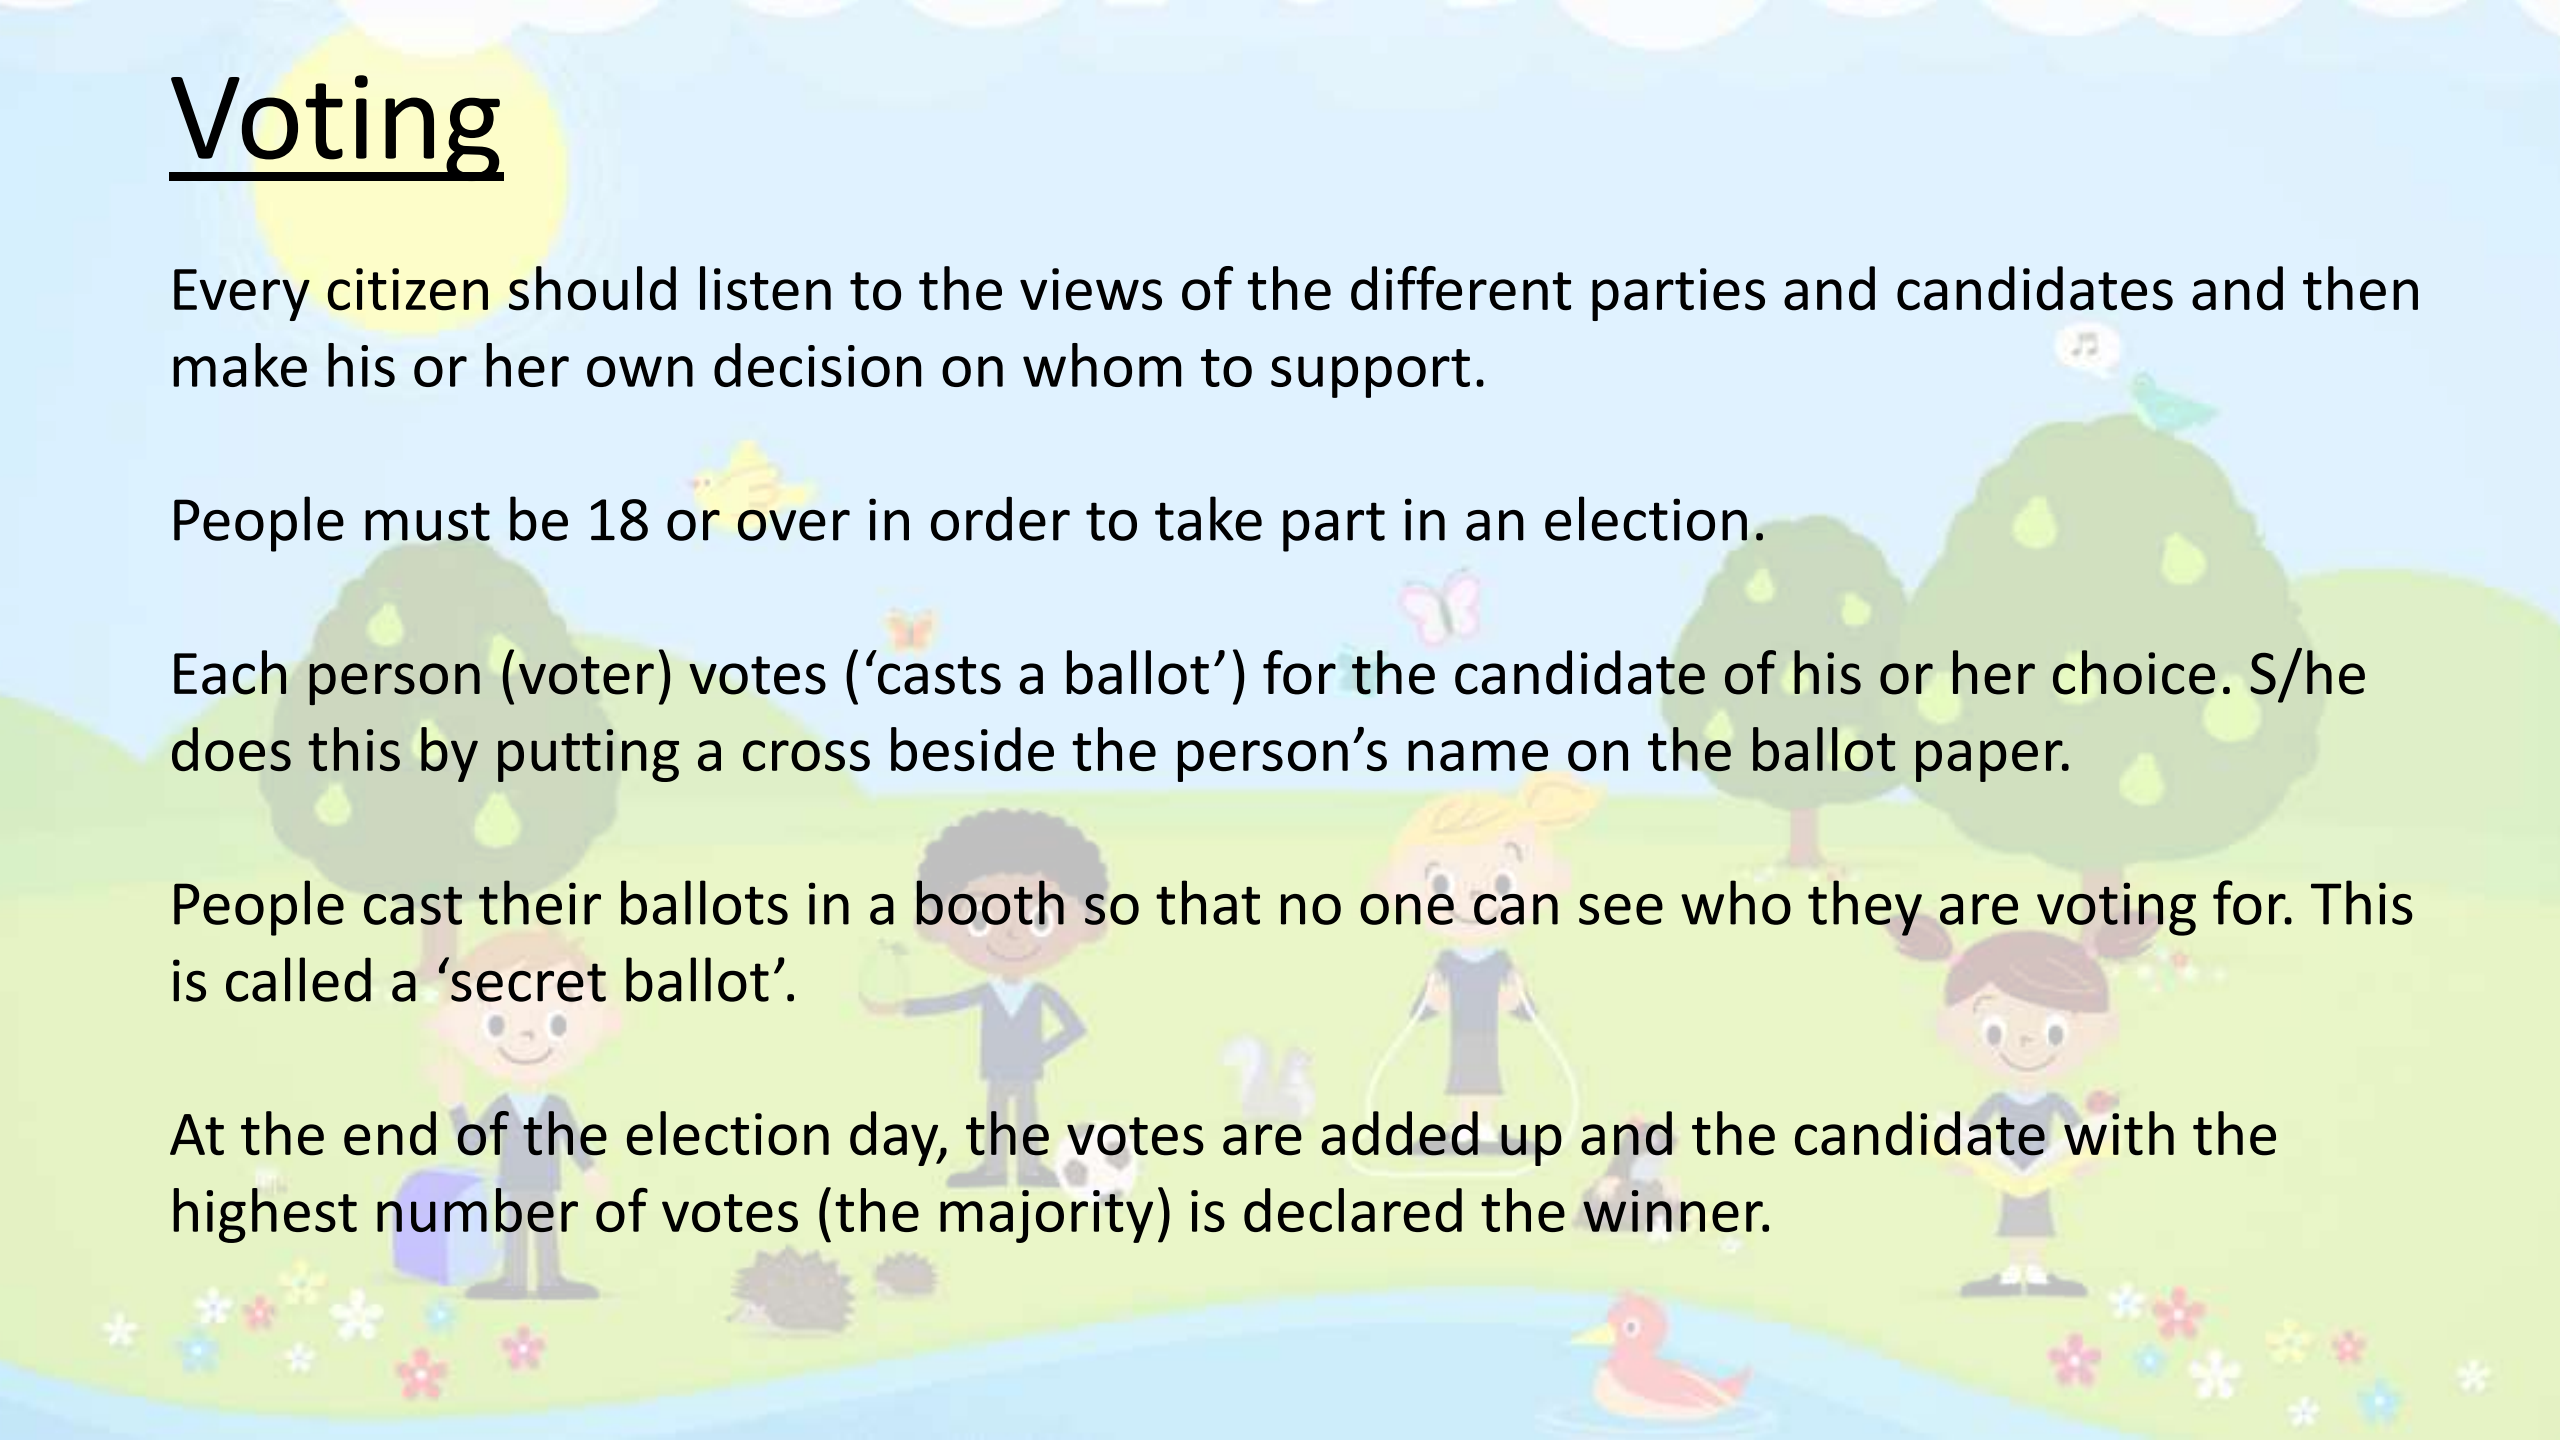 Voting
Every citizen should listen to the views of the different parties and candidates and then
make his or her own decision on whom to support.
People must be 18 or over in order to take part in an election.
Each person (voter) votes (‘casts a ballot’) for the candidate of his or her choice. S/he
does this by putting a cross beside the person’s name on the ballot paper.
People cast their ballots in a booth so that no one can see who they are voting for. This
is called a ‘secret ballot’.
At the end of the election day, the votes are added up and the candidate with the
highest number of votes (the majority) is declared the winner.